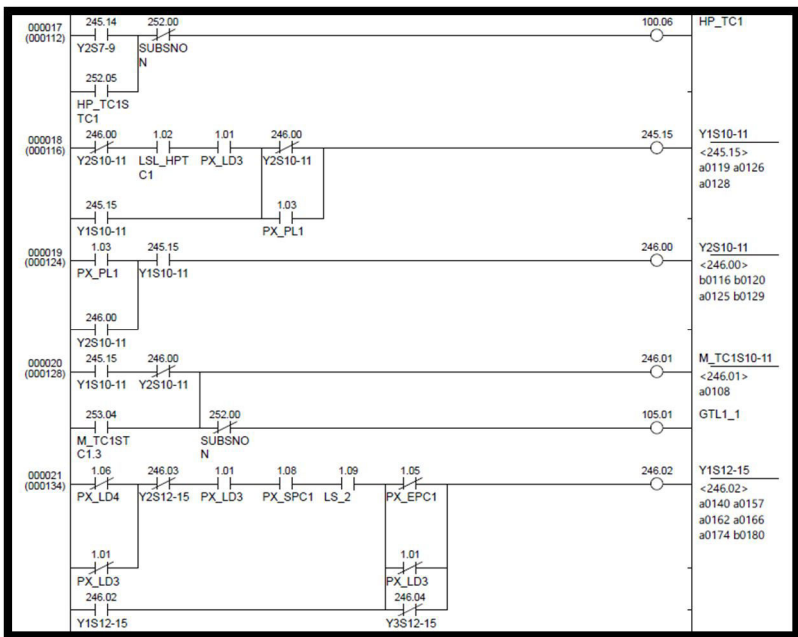 000017
(000112)
245.14 252.00 100.06 HP_TC1
Y2S7-9 SUBSNO
N
252.05
HP_TC1S
TC1
000018
(000116)
246.00 1.02 1.01 246.00 245.15 Y1S10-11
Y2S10-11 LSL_HPT PX_LD3 Y2S10-11 <245.15>
C1 a0119 a0126
a0128
245.15 1.03
Y1S10-11 PX_PL1
000019
(000124)
1.03 245.15 246.00 Y2S10-11
PX_PL1 Y1S10-11 <246.00>
b0116 b0120
a0125 b0129
246.00
Y2S10-11
000020
(000128)
245.15 246.00 246.01 M_TC1S10-11
Y1S10-11 Y2S10-11 <246.01>
a0108
253.04 252.00 105.01 GTL1_1
M_TC1ST SUBSNO
C1.3 N
000021
(000134)
1.06 246.03 1.01 1.08 1.09 1.05 246.02 Y1S12-15
PX_LD4 Y2S12-15 PX_LD3 PX_SPC1 LS_2 PX_EPC1 <246.02>
a0140 a0157
a0162 a0166
a0174 b0180
1.01 1.01
PX_LD3 PX_LD3
246.02 246.04
Y1S12-15 Y3S12-15